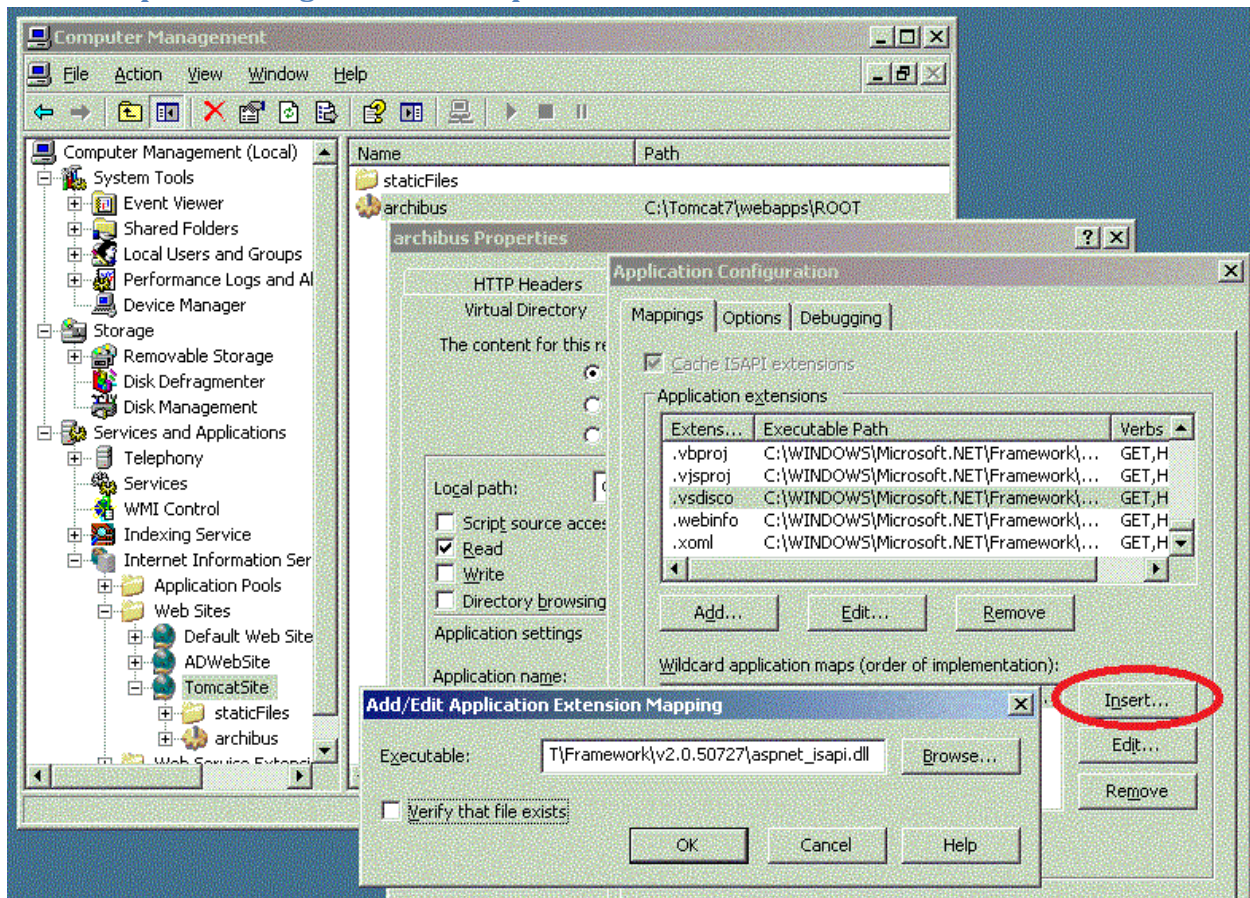 Computer Management
File Action View Window Help
Computer Management (Local)
System Tools
Event Viewer
Shared Folders
Local Users and Groups
Performance Logs and Al
Device Manager
Storage
Removable Storage
Disk Defragmenter
Disk Management
Services and Applications
Telephony
Services
WMI Control
Indexing Service
Internet Information Ser
Application Pools
Web Sites
Default Web Site
ADWebSite
TomcatSite
staticFiles
archibus
Web Service Extensi
Name Path
staticFiles
archibus C:\Tomcat7\webapps\ROOT
archibus Properties
HTTP Headers
Virtual Directory
The content for this re
Local path:
Script source acces
Read
Write
Directory browsing
Application settings
Application name:
Application Configuration
Mappings Options Debugging
Cache ISAPI extensions
Application extensions
Extens... Executable Path Verbs
.vbproj C:\WINDOWS\Microsoft.NET\Framework\... GET,H
.vjsproj C:\WINDOWS\Microsoft.NET\Framework\... GET,H
.vsdisco C:\WINDOWS\Microsoft.NET\Framework\... GET,H
.webinfo C:\WINDOWS\Microsoft.NET\Framework\... GET,H
.xoml C:\WINDOWS\Microsoft.NET\Framework\... GET,H
Add... Edit... Remove
Wildcard application maps (order of implementation):
Insert...
Edit...
Remove
Add/Edit Application Extension Mapping
Executable: T\Framework\v2.0.50727\aspnet_isapi.dll Browse...
Verify that file exists
OK Cancel Help